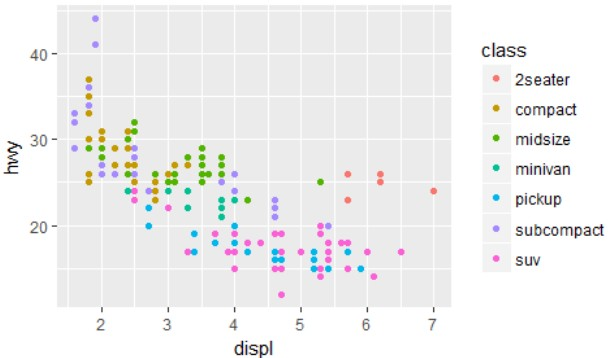 hwy
40
30
20
2
3
4
5
6
7
displ
class
2seater
compact
midsize
minivan
pickup
subcompact
suv